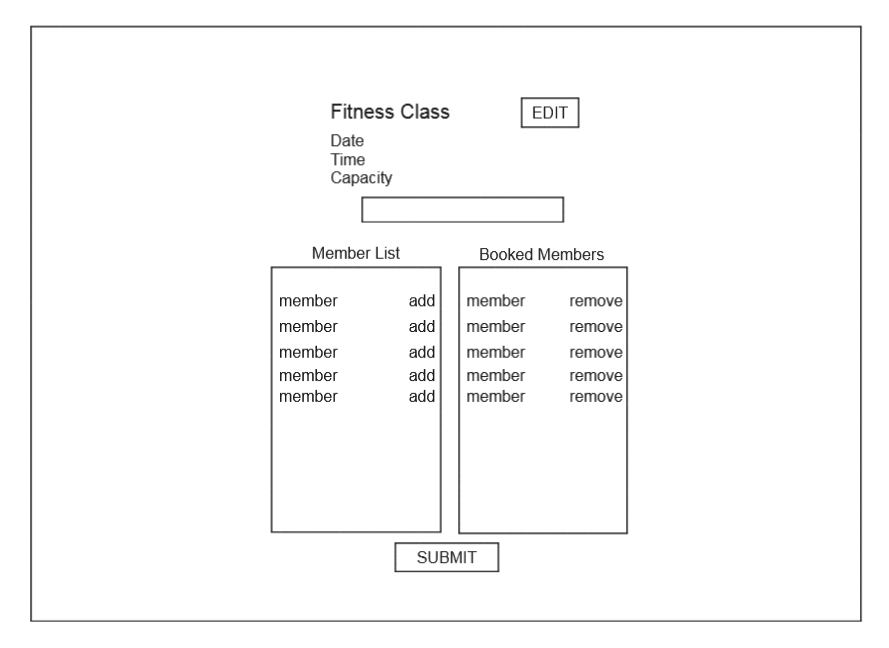 Fitness Class EDIT
Date
Time
Capacity
Member List Booked Members
member add member remove
member add member remove
member add member remove
member add member remove
member add member remove
SUBMIT